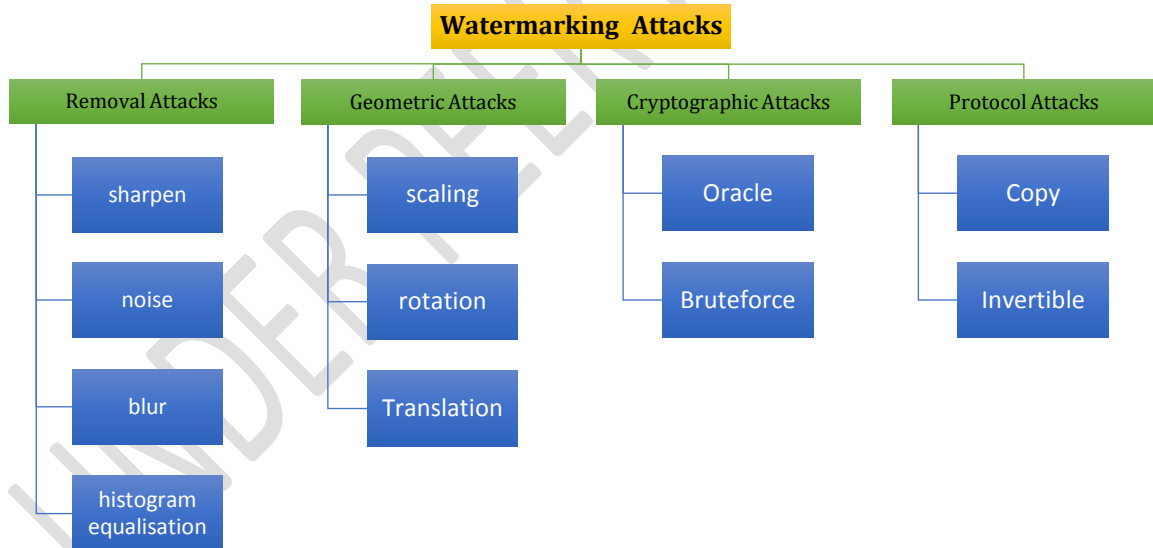 Watermarking Attacks
Removal Attacks
Geometric Attacks
Cryptographic Attacks
Protocol Attacks
sharpen
scaling
Oracle
Copy
noise
rotation
Bruteforce
Invertible
blur
Translation
histogram
equalisation
UNDER PEER